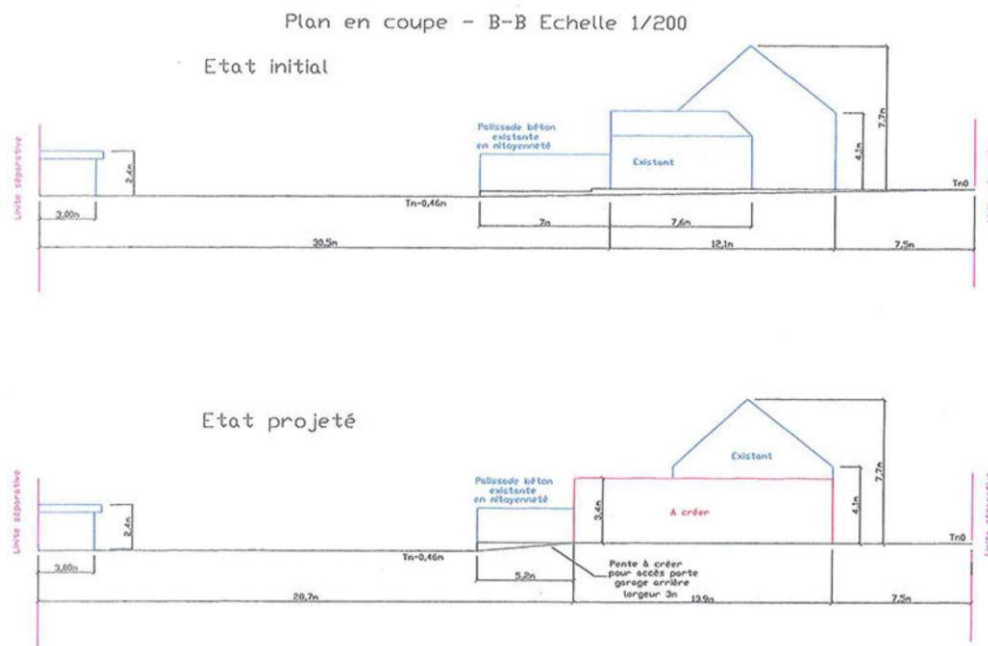 Plan en coupe - B-B Echelle 1/200
Etat initial
Limite séparative
2,4m
3,00m
Palissade béton
existante
en mitoyenneté
Existant
4,1m
7,7m
Tn0
Tn-0,46m
7m
7,6m
30,5m
12,1m
7,5m
Etat projeté
Limite séparative
2,4m
3,00m
Palissade béton
existante
en mitoyenneté
Existant
A créer
3,4m
4,1m
7,7m
Tn0
Limite séparative
Tn-0,46m
5,2m
Pente à créer
pour accès porte
garage arrière
largeur 3m
28,7m
13,9m
7,5m